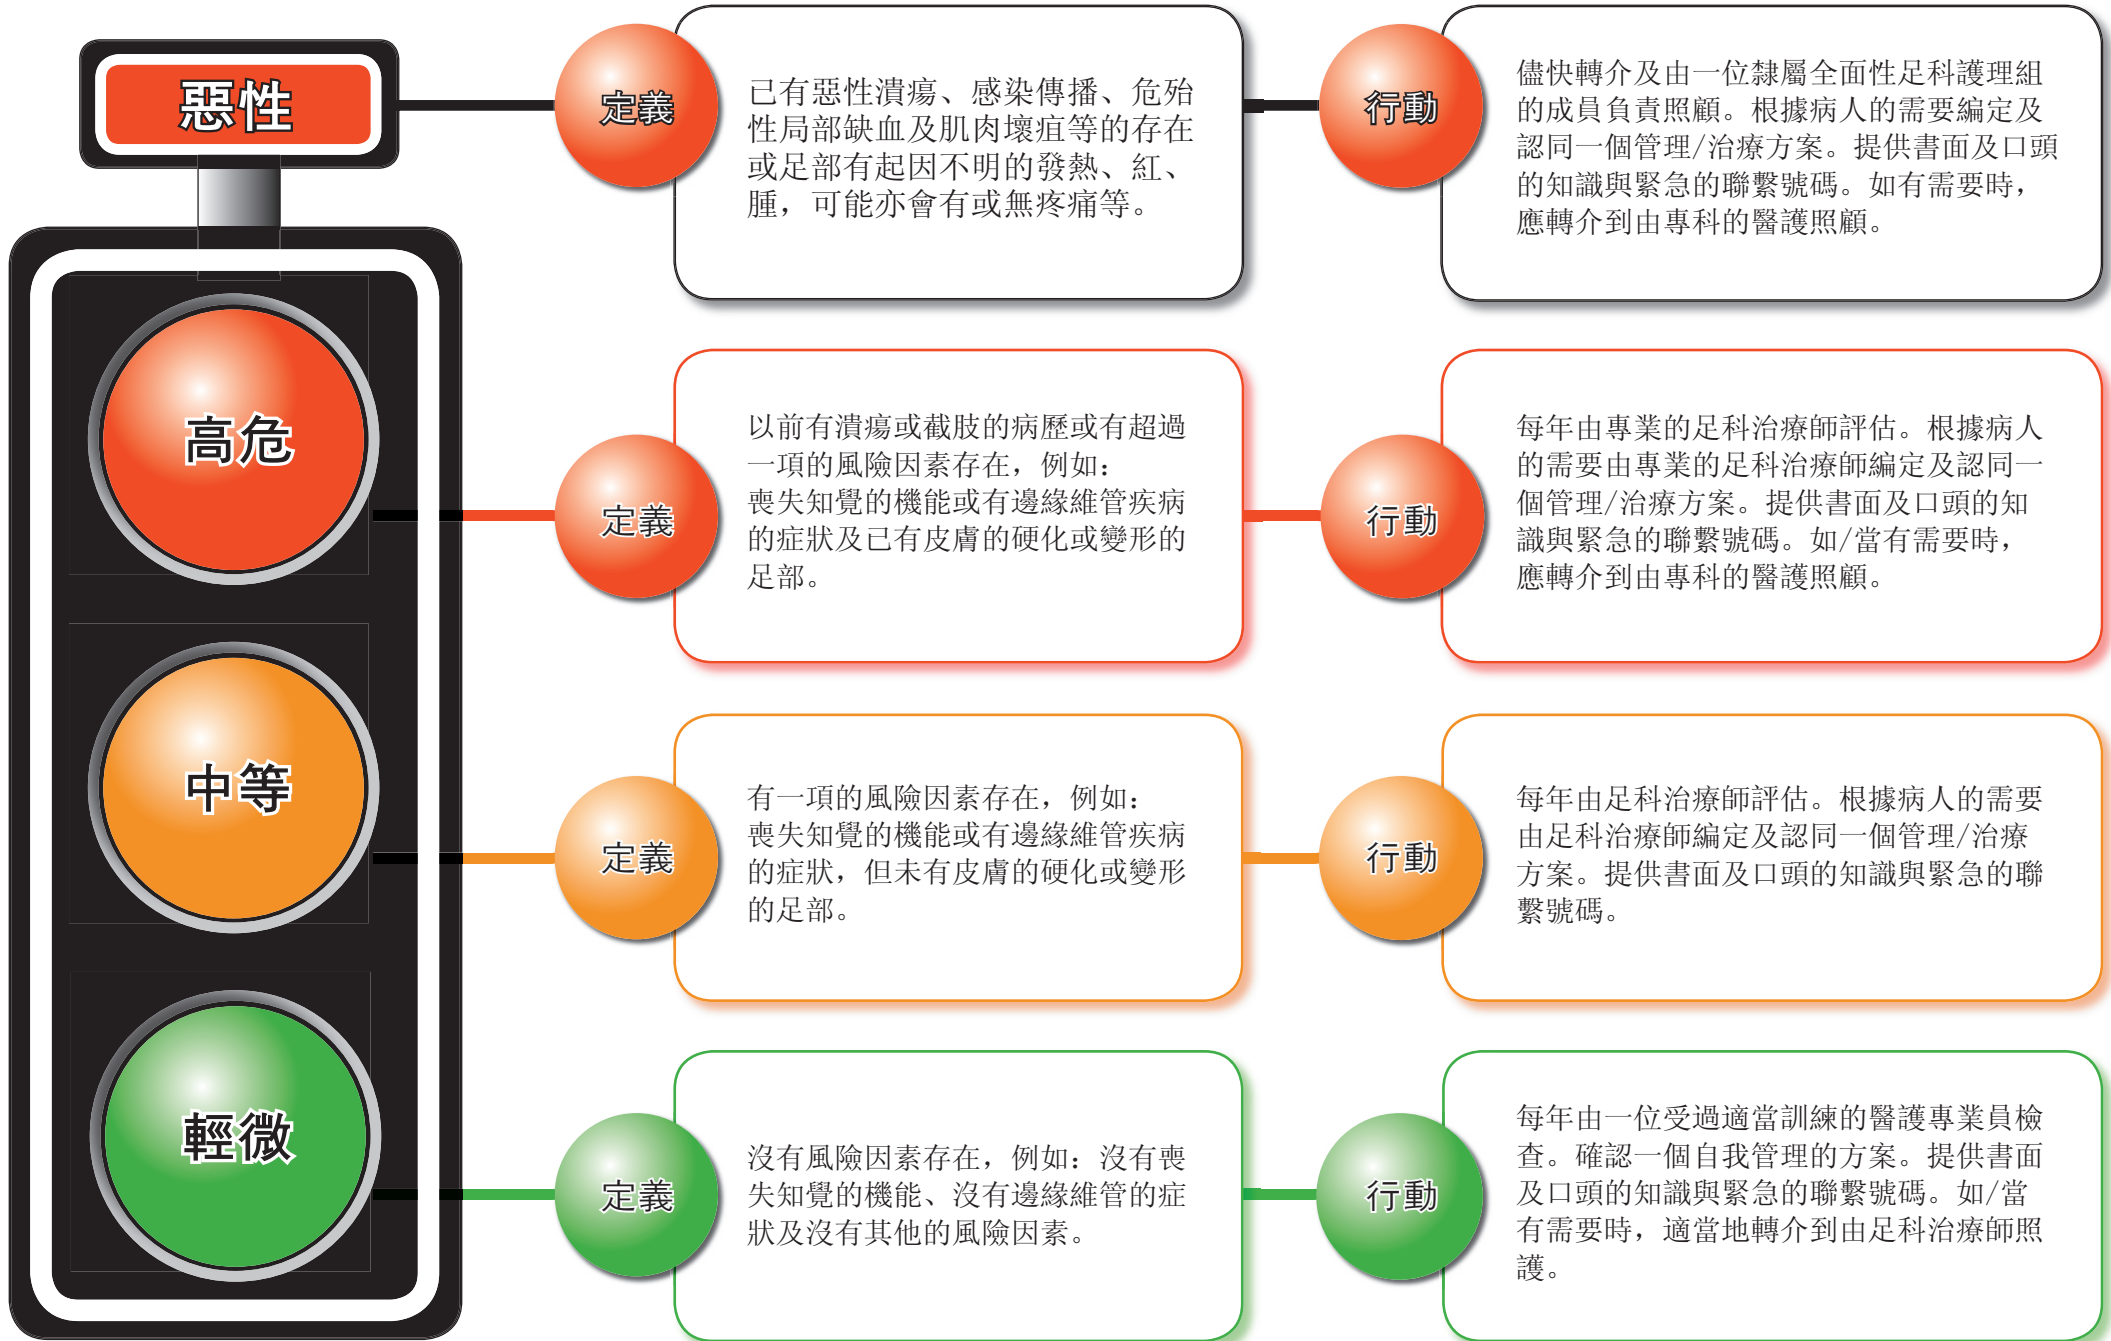 惡性
定義
已有惡性潰瘍、感染傳播、危殆
性局部缺血及肌肉壞疽等的存在
或足部有起因不明的發熱、紅、
腫，可能亦會有或無疼痛等。
行動
儘快轉介及由一位隸屬全面性足科護理組
的成員負責照顧。根據病人的需要編定及
認同一個管理/治療方案。提供書面及口頭
的知識與緊急的聯繫號碼。如有需要時，
應轉介到由專科的醫護照顧。
高危
定義
以前有潰瘍或截肢的病歷或有超過
一項的風險因素存在，例如：
喪失知覺的機能或有邊緣維管疾病
的症狀及已有皮膚的硬化或變形的
足部。
行動
每年由專業的足科治療師評估。根據病人
的需要由專業的足科治療師編定及認同一
個管理/治療方案。提供書面及口頭的知
識與緊急的聯繫號碼。如/當有需要時，
應轉介到由專科的醫護照顧。
中等
定義
有一項的風險因素存在，例如：
喪失知覺的機能或有邊緣維管疾病
的症狀，但未有皮膚的硬化或變形
的足部。
行動
每年由足科治療師評估。根據病人的需要
由足科治療師編定及認同一個管理/治療
方案。提供書面及口頭的知識與緊急的聯
繫號碼。
輕微
定義
沒有風險因素存在，例如：沒有喪
失知覺的機能、沒有邊緣維管的症
狀及沒有其他的風險因素。
行動
每年由一位受過適當訓練的醫護專業員檢
查。確認一個自我管理的方案。提供書面
及口頭的知識與緊急的聯繫號碼。如/當
有需要時，適當地轉介到由足科治療師照
護。